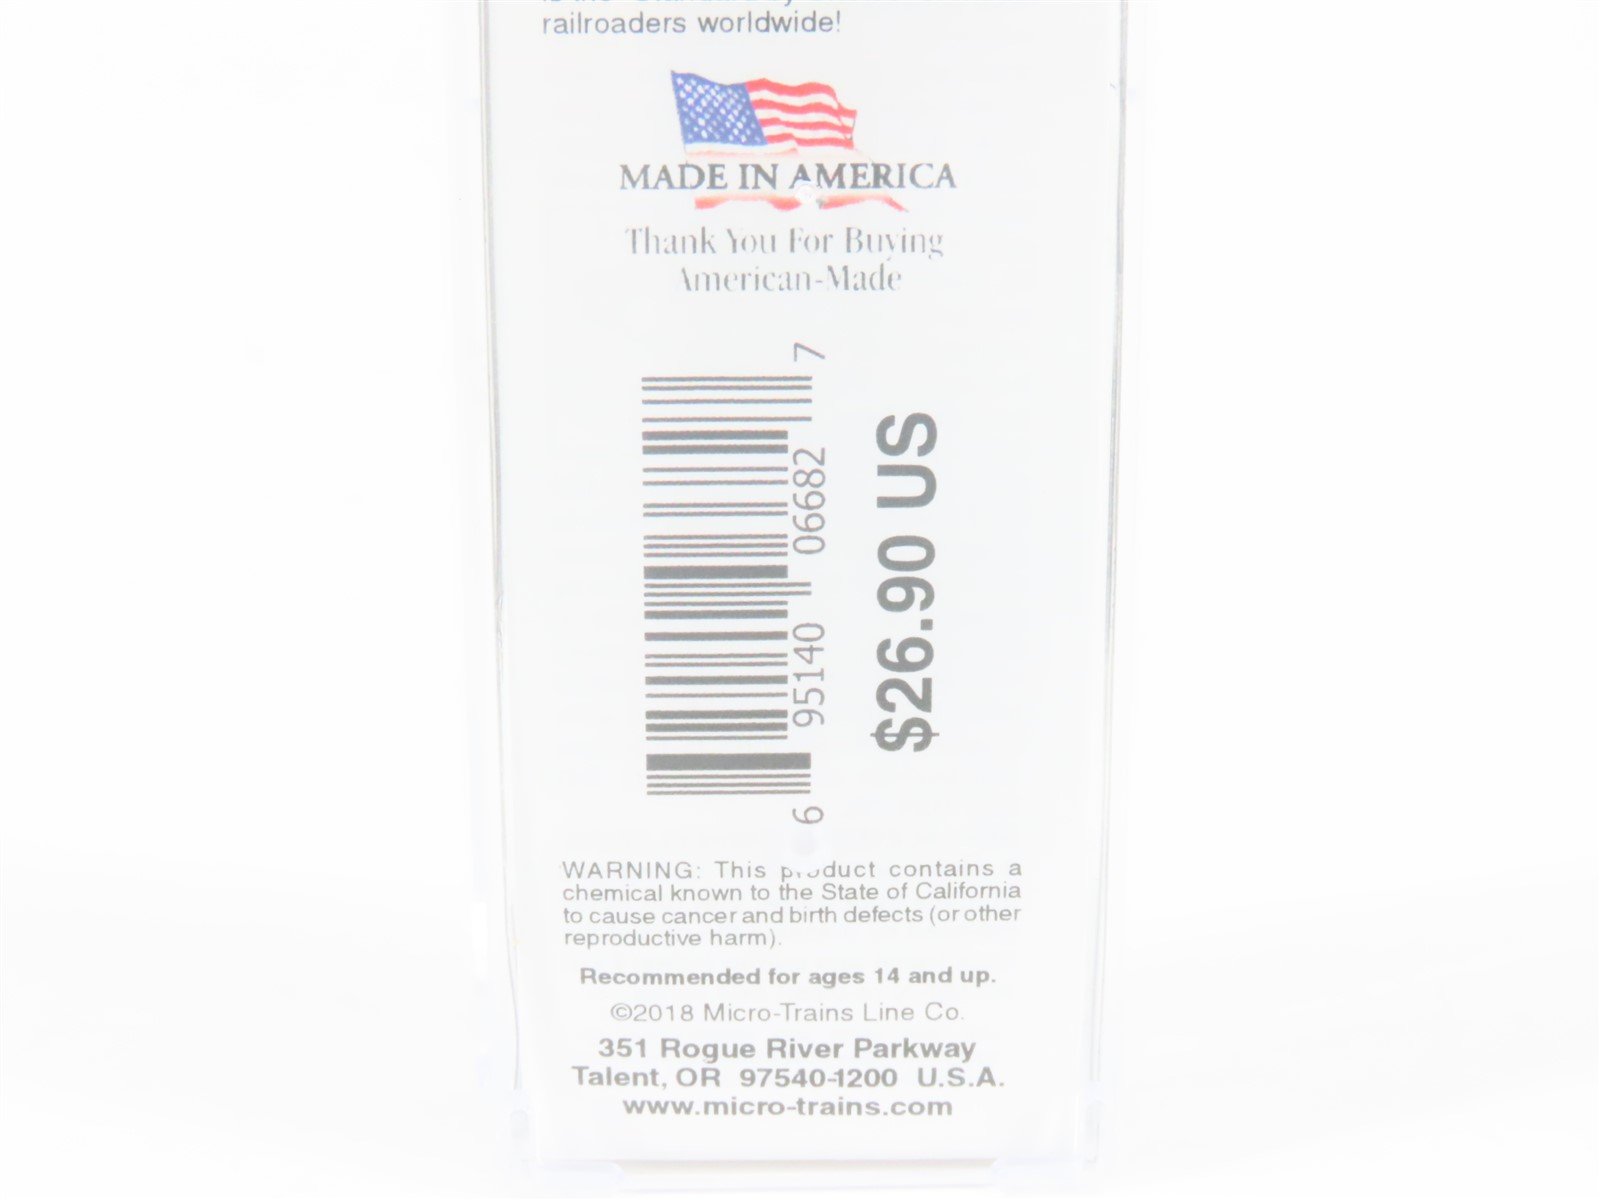 railroaders worldwide!
MADE IN AMERICA
Thank You For Buying
American-Made
6 95140 06682 7
$26.90 US
WARNING: This product contains a
chemical known to the State of California
to cause cancer and birth defects (or other
reproductive harm).
Recommended for ages 14 and up.
©2018 Micro-Trains Line Co.
351 Rogue River Parkway
Talent, OR 97540-1200 U.S.A.
www.micro-trains.com